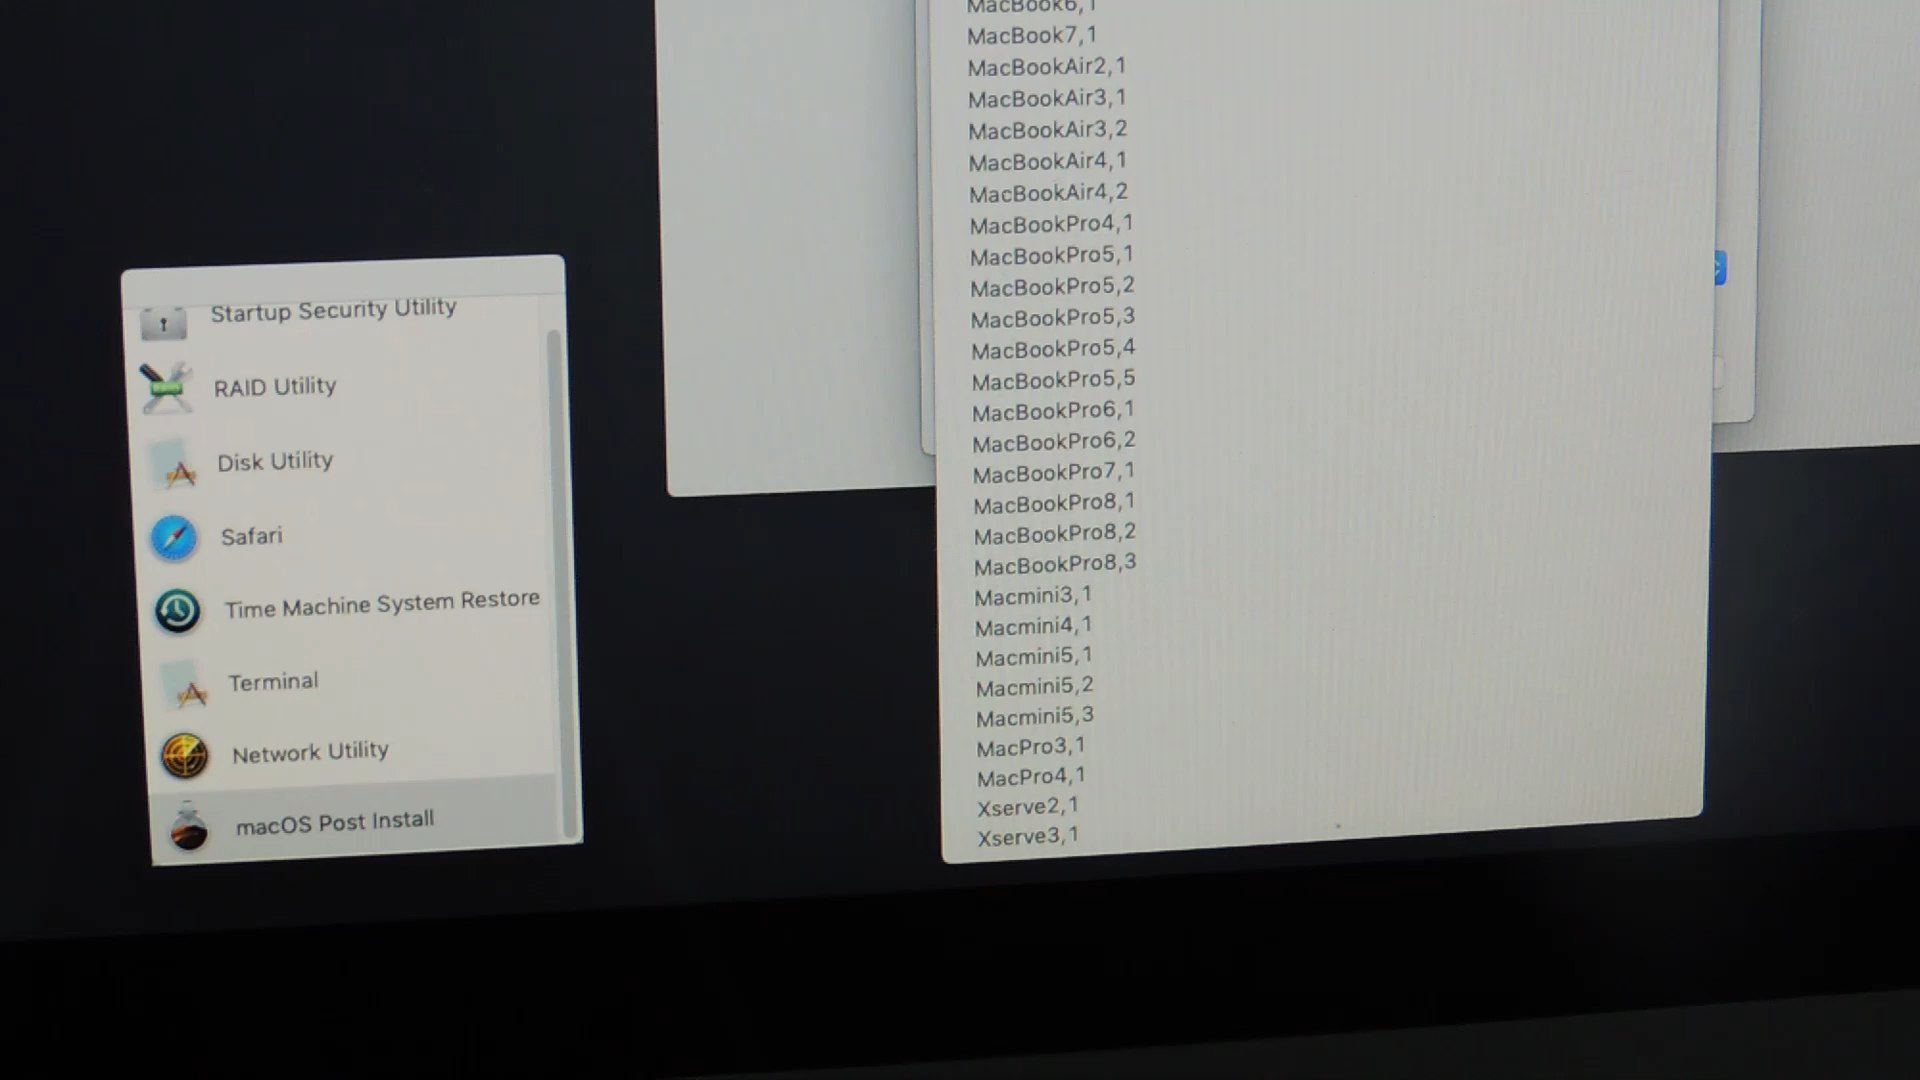 Startup Security Utility
RAID Utility
Disk Utility
Safari
Time Machine System Restore
Terminal
Network Utility
macOS Post Install
MacBook6,1
MacBook7,1
MacBookAir2,1
MacBookAir3,1
MacBookAir3,2
MacBookAir4,1
MacBookAir4,2
MacBookPro4,1
MacBookPro5,1
MacBookPro5,2
MacBookPro5,3
MacBookPro5,4
MacBookPro5,5
MacBookPro6,1
MacBookPro6,2
MacBookPro7,1
MacBookPro8,1
MacBookPro8,2
MacBookPro8,3
Macmini3,1
Macmini4,1
Macmini5,1
Macmini5,2
Macmini5,3
MacPro3,1
MacPro4,1
Xserve2,1
Xserve3,1